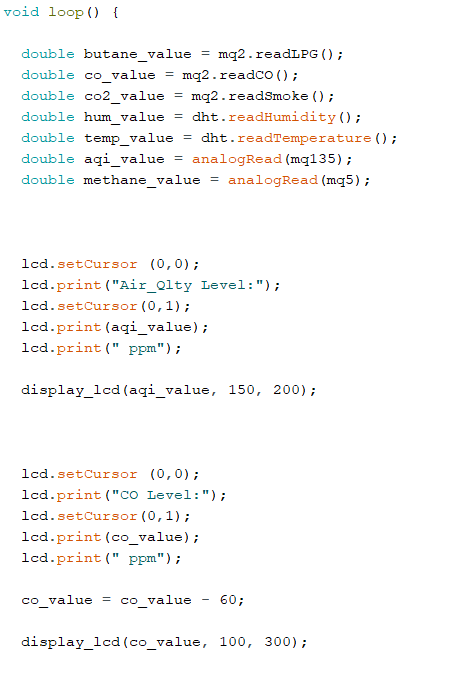 void loop() {
double butane_value = mq2.readLPG();
double co_value = mq2.readCO();
double co2_value = mq2.readSmoke();
double hum_value = dht.readHumidity();
double temp_value = dht.readTemperature();
double aqi_value = analogRead(mq135);
double methane_value = analogRead(mq5);
lcd.setCursor (0,0);
lcd.print("Air_Qlty Level:");
lcd.setCursor(0,1);
lcd.print(aqi_value);
lcd.print(" ppm");
display_lcd(aqi_value, 150, 200);
lcd.setCursor (0,0);
lcd.print("CO Level:");
lcd.setCursor(0,1);
lcd.print(co_value);
lcd.print(" ppm");
co_value = co_value - 60;
display_lcd(co_value, 100, 300);